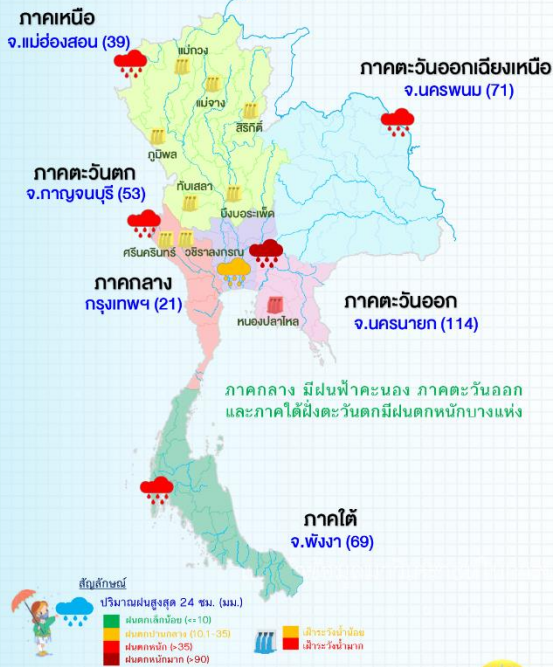 ภาคเหนือ
จ.แม่ฮ่องสอน (39)
แม่กวง
ภาคตะวันออกเฉียงเหนือ
จ.นครพนม (71)
แม่จาง
สิริกิติ์
ภูมิพล
ภาคตะวันตก
จ.กาญจนบุรี (53)
ทับเสลา
บึงบอระเพ็ด
ศรีนครินทร์
วชิราลงกรณ
ภาคกลาง
กรุงเทพฯ (21)
หนองปลาไหล
ภาคตะวันออก
จ.นครนายก (114)
ภาคกลาง มีฝนฟ้าคะนอง ภาคตะวันออก
และภาคใต้ฝั่งตะวันตกมีฝนตกหนักบางแห่ง
ภาคใต้
จ.พังงา (69)
สัญลักษณ์
ปริมาณฝนสูงสุด 24 ชม. (มม.)
ฝนตกเล็กน้อย (<=10)
ฝนตกปานกลาง (10.1-35)
ฝนตกหนัก (>35)
ฝนตกหนักมาก (>90)
เฝ้าระวังน้ำน้อย
เฝ้าระวังน้ำมาก